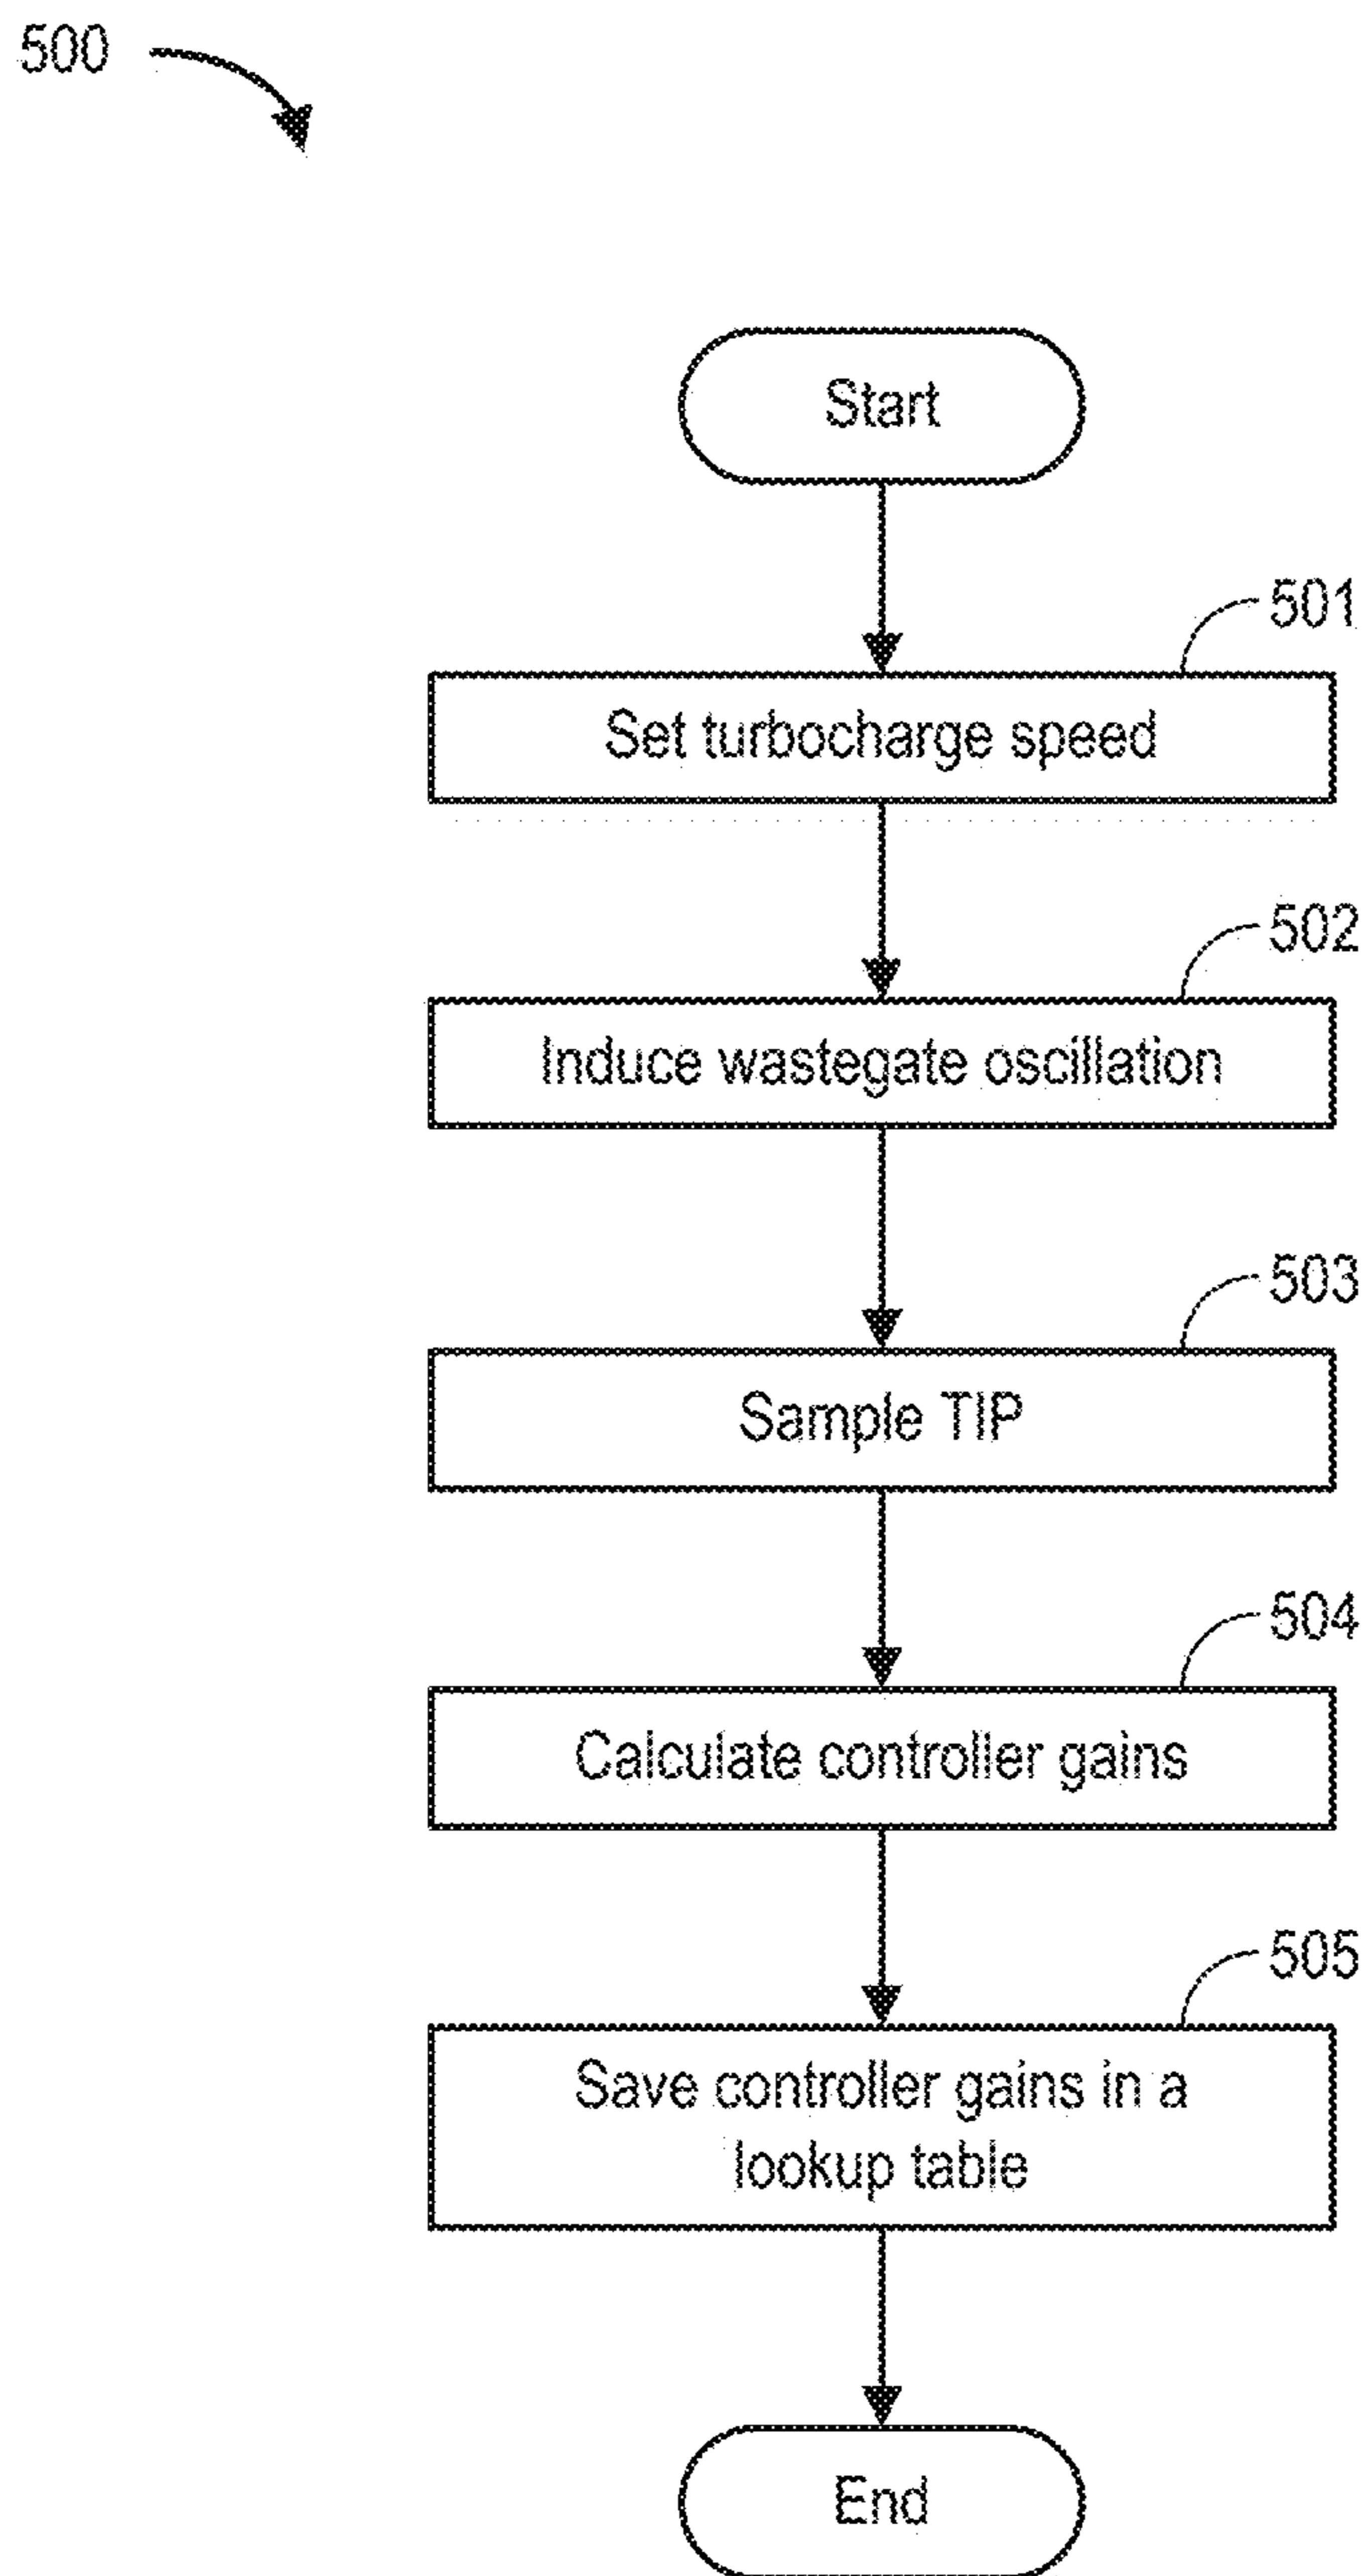 500
Start
501
Set turbocharge speed
502
Induce wastegate oscillation
503
Sample TIP
504
Calculate controller gains
505
Save controller gains in a
lookup table
End